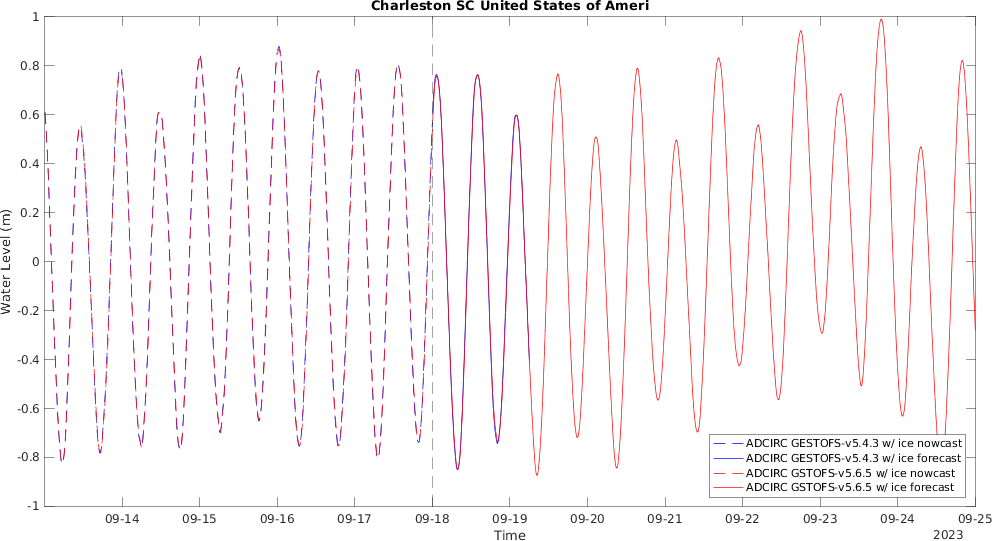 Charleston SC United States of Ameri
1
0.8
0.6
0.4
0.2
0
-0.2
-0.4
-0.6
-0.8
-1
Water Level (m)
ADCIRC GESTOFS-v5.4.3 w/ ice nowcast
ADCIRC GESTOFS-v5.4.3 w/ ice forecast
ADCIRC GSTOFS-v5.6.5 w/ ice nowcast
ADCIRC GSTOFS-v5.6.5 w/ ice forecast
09-14 09-15 09-16 09-17 09-18 09-19 09-20 09-21 09-22 09-23 09-24 09-25
Time
2023